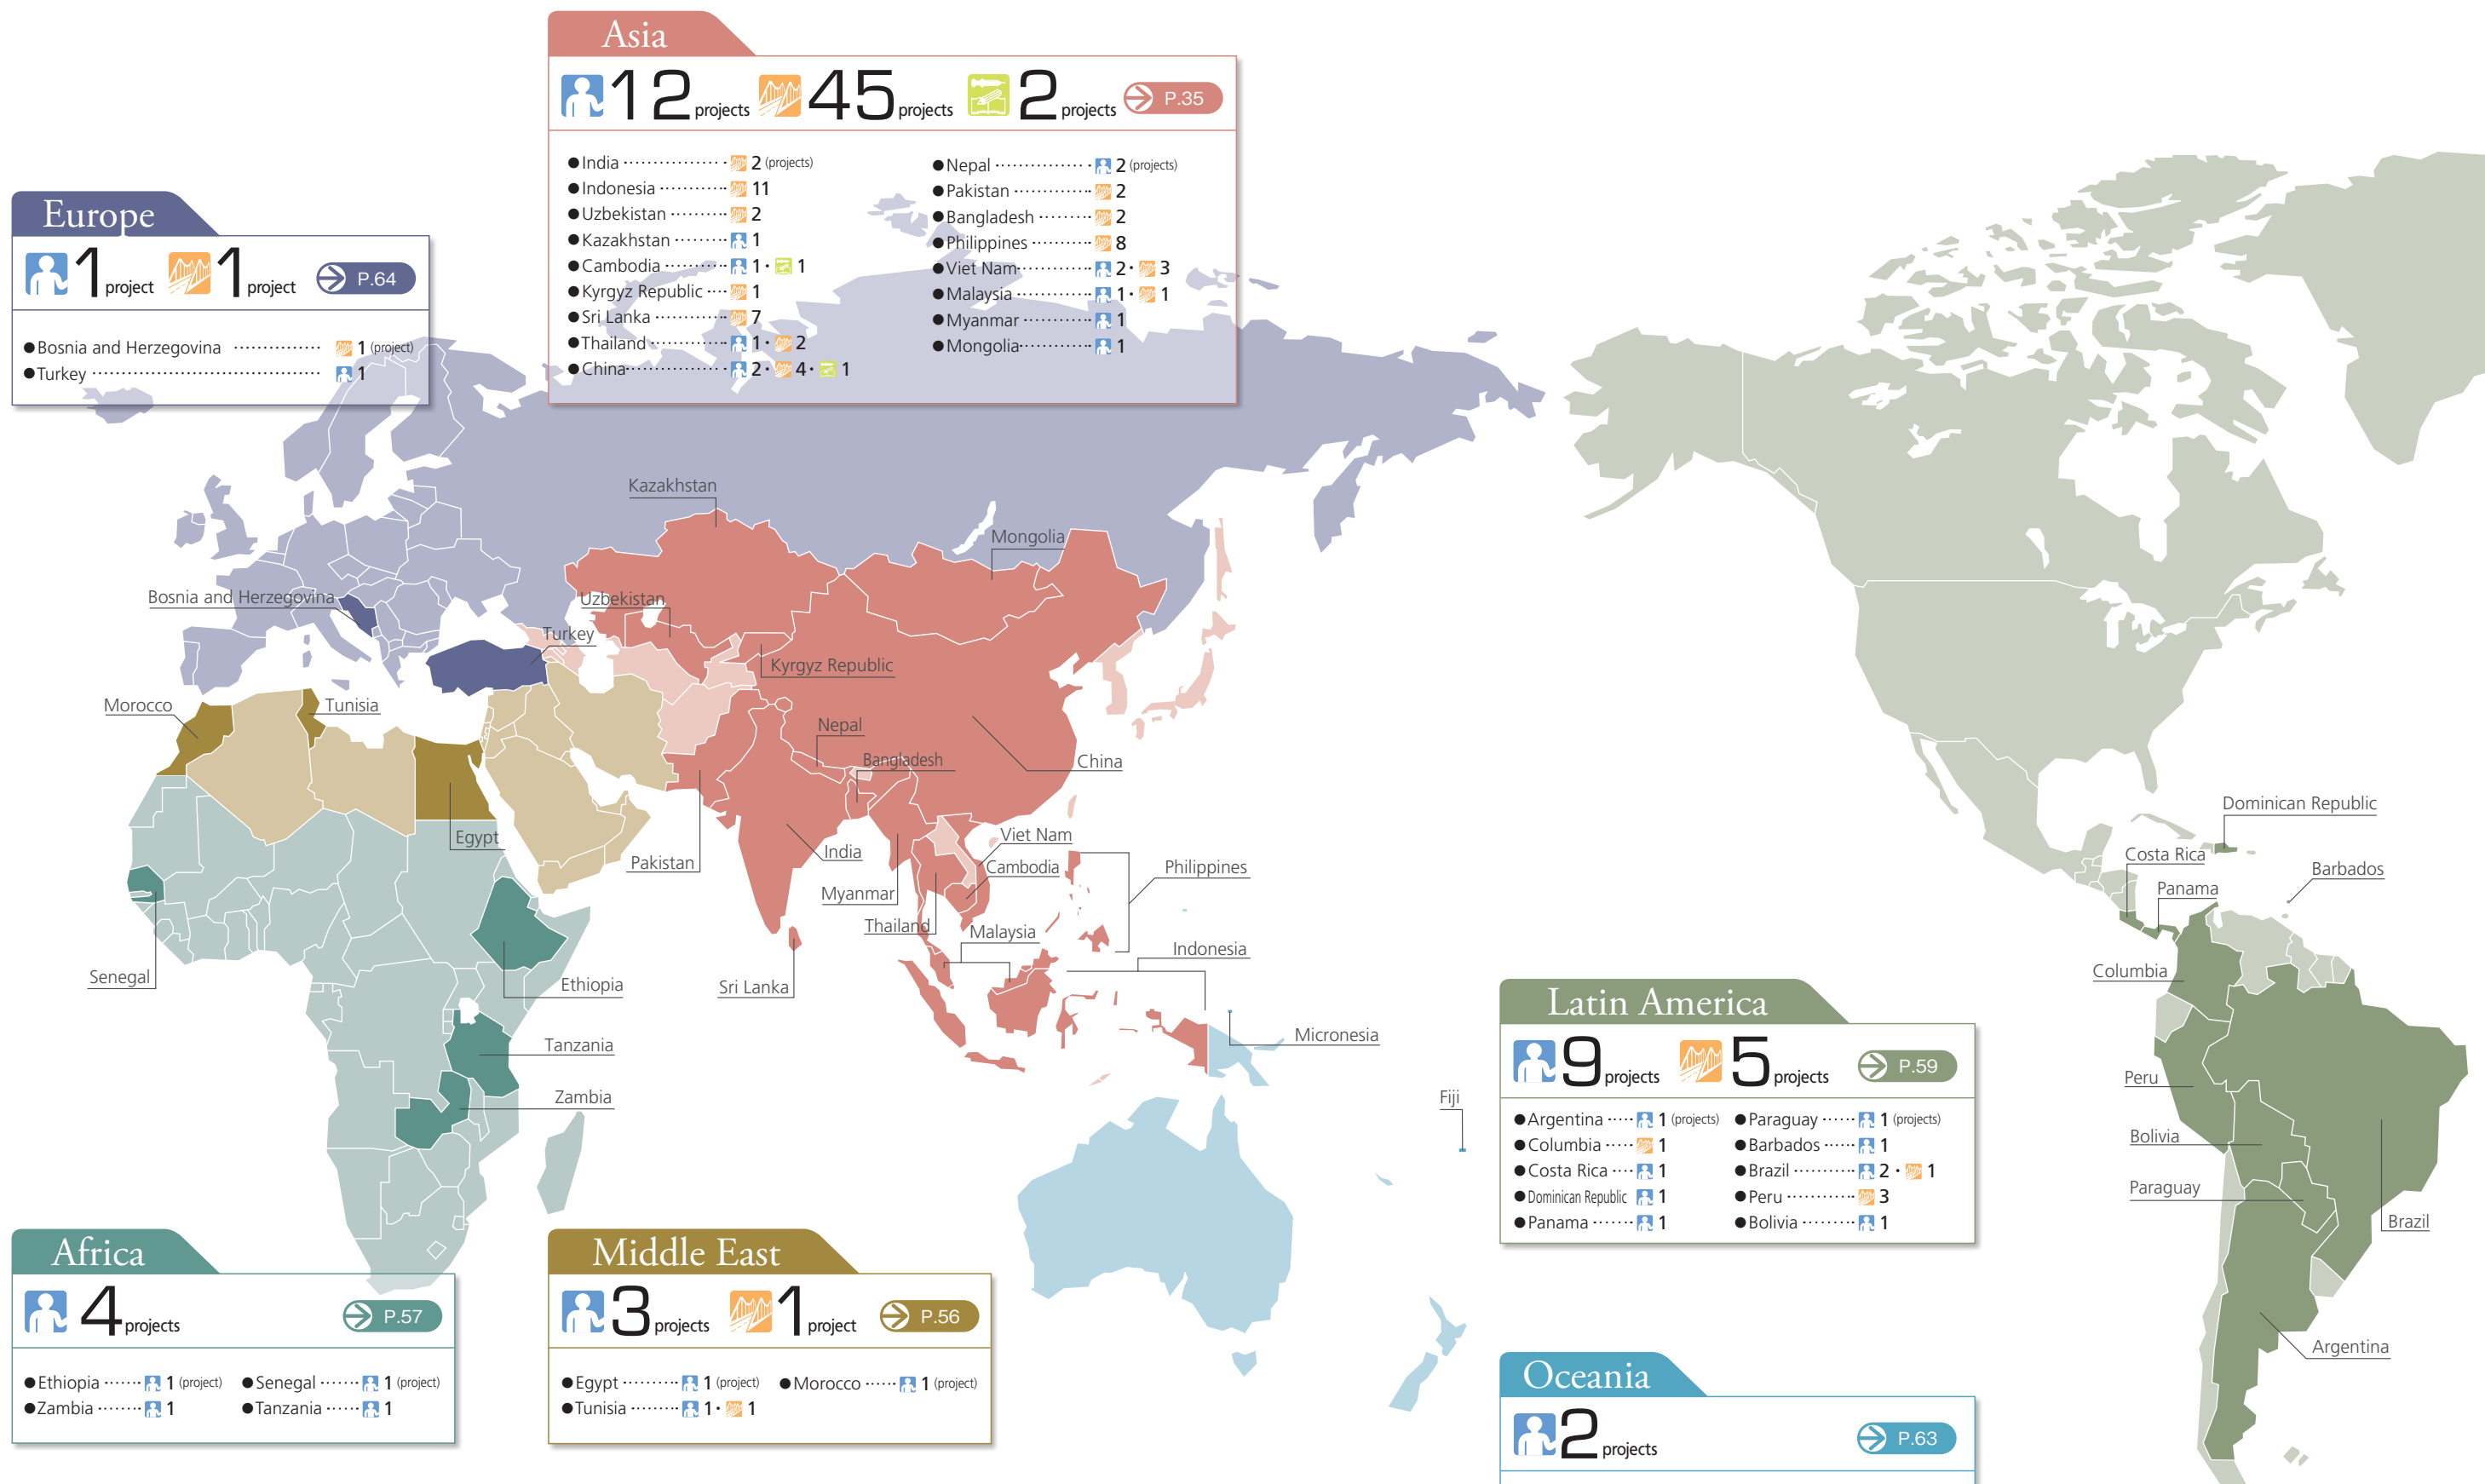 Asia
12 projects 45 projects 2 projects P.35
●India 2 (projects)
●Indonesia 11
●Uzbekistan 2
●Kazakhstan 1
●Cambodia 1・ 1
●Kyrgyz Republic 1
●Sri Lanka 7
●Thailand 1・ 2
●China 2・ 4・ 1
●Nepal 2 (projects)
●Pakistan 2
●Bangladesh 2
●Philippines 8
●Viet Nam 2・ 3
●Malaysia 1・ 1
●Myanmar 1
●Mongolia 1
Europe
1 project 1 project P.64
●Bosnia and Herzegovina 1 (project)
●Turkey 1
Kazakhstan
Mongolia
Bosnia and Herzegovina
Uzbekistan
Turkey
Kyrgyz Republic
Morocco
Tunisia
Nepal
Bangladesh
China
Egypt
Pakistan
India
Viet Nam
Cambodia
Philippines
Myanmar
Thailand
Malaysia
Indonesia
Senegal
Ethiopia
Sri Lanka
Micronesia
Tanzania
Zambia
Fiji
Dominican Republic
Costa Rica
Barbados
Panama
Columbia
Peru
Bolivia
Paraguay
Brazil
Argentina
Latin America
9 projects 5 projects P.59
●Argentina 1 (projects)
●Columbia 1
●Costa Rica 1
●Dominican Republic 1
●Panama 1
●Paraguay 1 (projects)
●Barbados 1
●Brazil 2・ 1
●Peru 3
●Bolivia 1
Africa
4 projects P.57
●Ethiopia 1 (project)
●Zambia 1
●Senegal 1 (project)
●Tanzania 1
Middle East
3 projects 1 project P.56
●Egypt 1 (project)
●Tunisia 1・ 1
●Morocco 1 (project)
Oceania
2 projects P.63